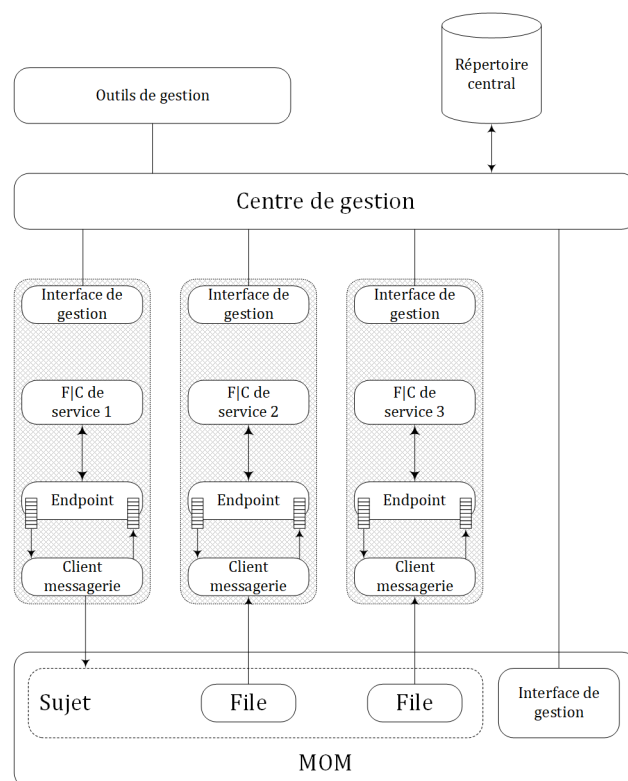 Répertoire
central
Outils de gestion
Centre de gestion
Interface de
gestion
Interface de
gestion
Interface de
gestion
F|C de
service 1
F|C de
service 2
F|C de
service 3
Endpoint
Endpoint
Endpoint
Client
messagerie
Client
messagerie
Client
messagerie
Sujet
File
File
Interface de
gestion
MOM